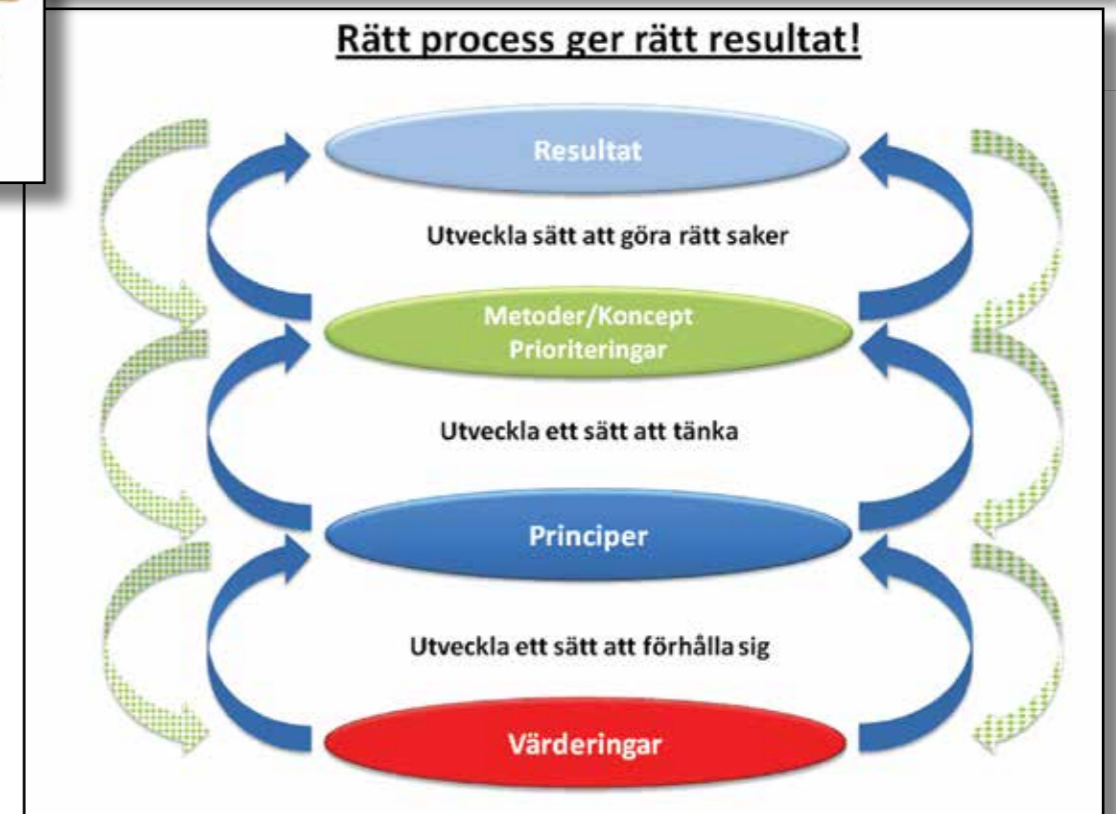 Rätt process ger rätt resultat!
Resultat
Utveckla sätt att göra rätt saker
Metoder/Koncept
Prioriteringar
Utveckla ett sätt att tänka
Principer
Utveckla ett sätt att förhålla sig
Värderingar